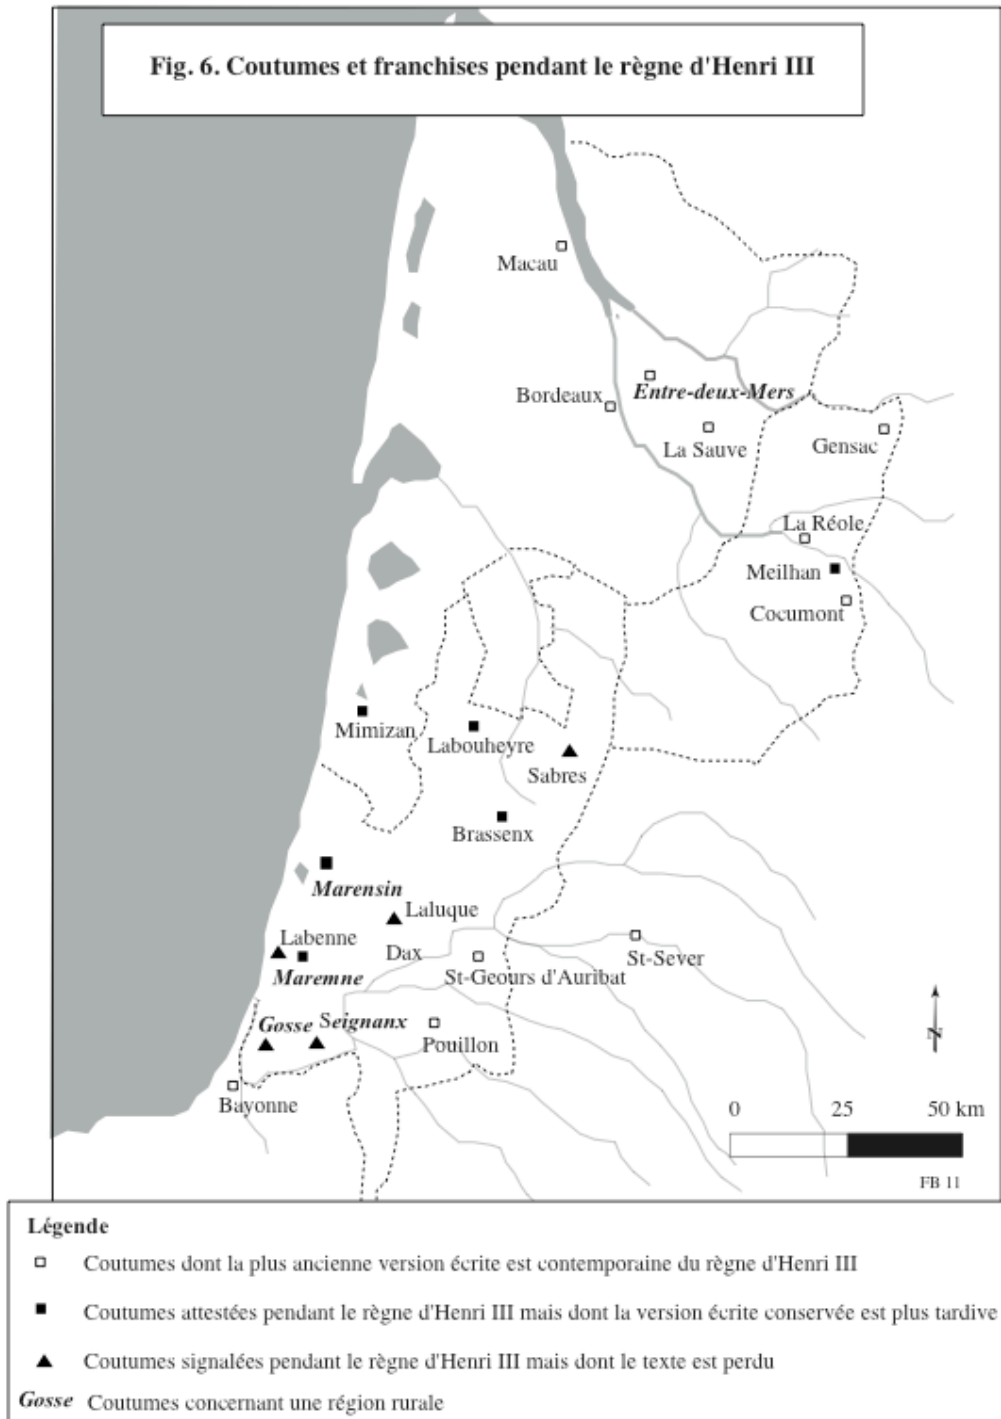 Fig. 6. Coutumes et franchises pendant le règne d'Henri III
Macau
Bordeaux
Entre-deux-Mers
La Sauve
Gensac
La Réole
Meilhan
Cocumont
Mimizan
Labouheyre
Sabres
Brassenx
Marensin
Laluque
Labenne
Dax
St-Sever
Maremne
St-Geours d'Auribat
Gosse
Seignanx
Pouillon
Bayonne
N
0 25 50 km
FB 11
Légende
Coutumes dont la plus ancienne version écrite est contemporaine du règne d'Henri III
Coutumes attestées pendant le règne d'Henri III mais dont la version écrite conservée est plus tardive
Coutumes signalées pendant le règne d'Henri III mais dont le texte est perdu
Gosse Coutumes concernant une région rurale